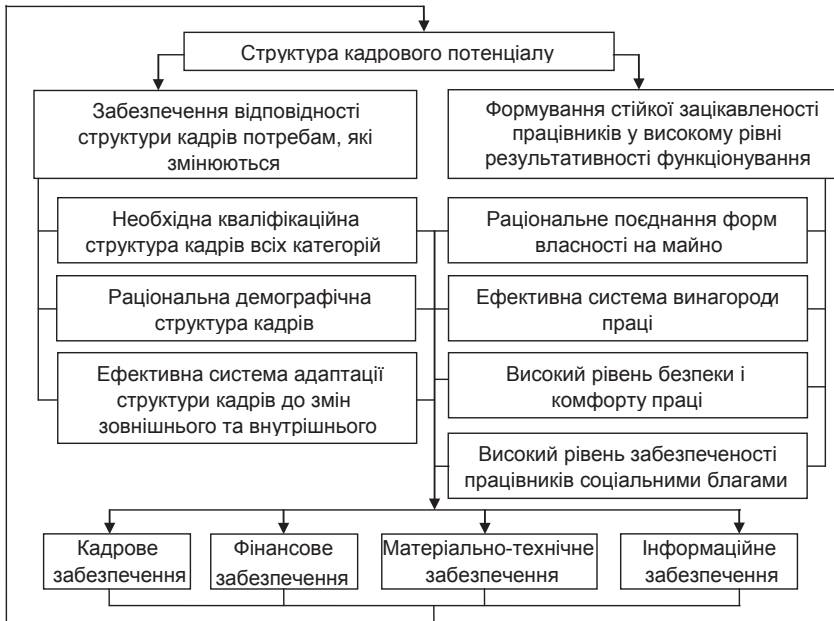 Структура кадрового потенціалу
Забезпечення відповідності
структури кадрів потребам, які
змінюються
Формування стійкої зацікавленості
працівників у високому рівні
результативності функціонування
Необхідна кваліфікаційна
структура кадрів всіх категорій
Раціональна демографічна
структура кадрів
Ефективна система адаптації
структури кадрів до змін
зовнішнього та внутрішнього
Раціональне поєднання форм
власності на майно
Ефективна система винагороди
праці
Високий рівень безпеки і
комфорту праці
Високий рівень забезпеченості
працівників соціальними благами
Кадрове
забезпечення
Фінансове
забезпечення
Матеріально-технічне
забезпечення
Інформаційне
забезпечення